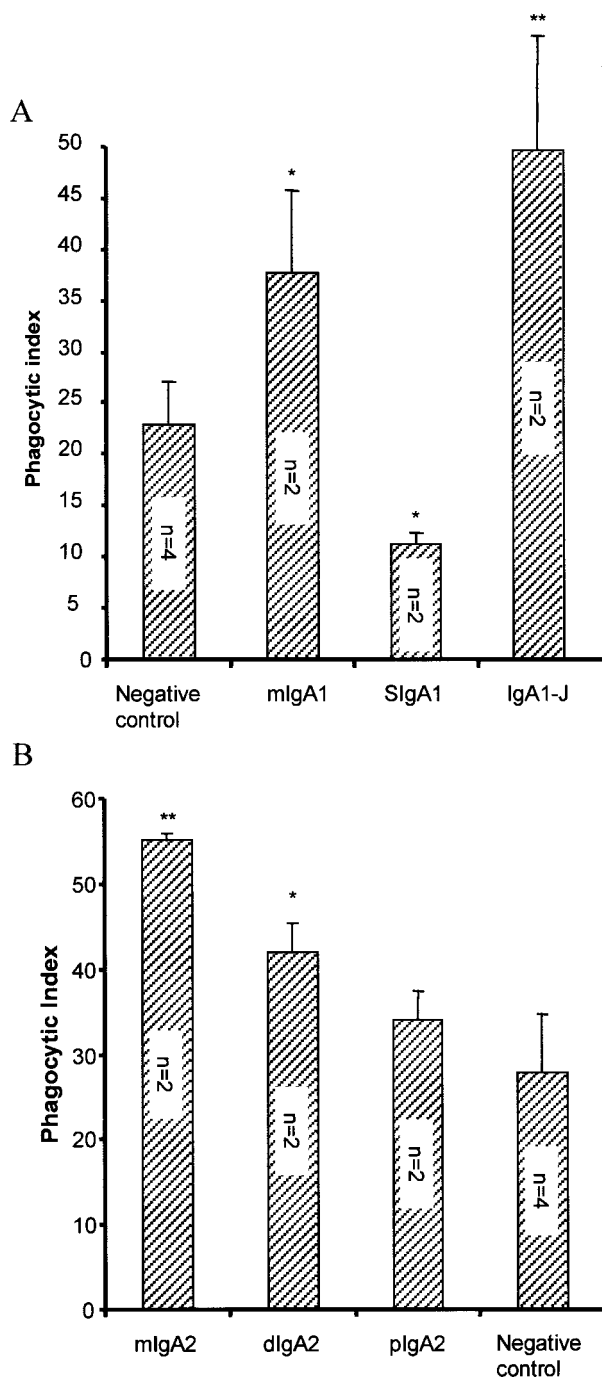 A
**
50
*
45
40
35
30
25
20
15
10
5
0
Phagocytic index
n=4
n=2
*
n=2
n=2
Negative control
mIgA1
SIgA1
IgA1-J
B
60
50
40
30
20
10
0
Phagocytic Index
**
*
n=2
n=2
n=2
n=4
mIgA2
dIgA2
pIgA2
Negative control